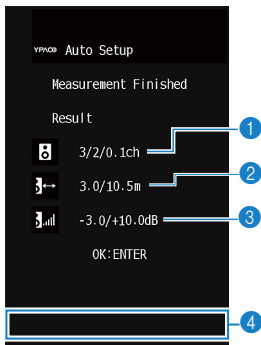 YPAO Auto Setup
Measurement Finished
Result
3/2/0.1ch
1
3.0/10.5m
2
-3.0/+10.0dB
3
OK:ENTER
4